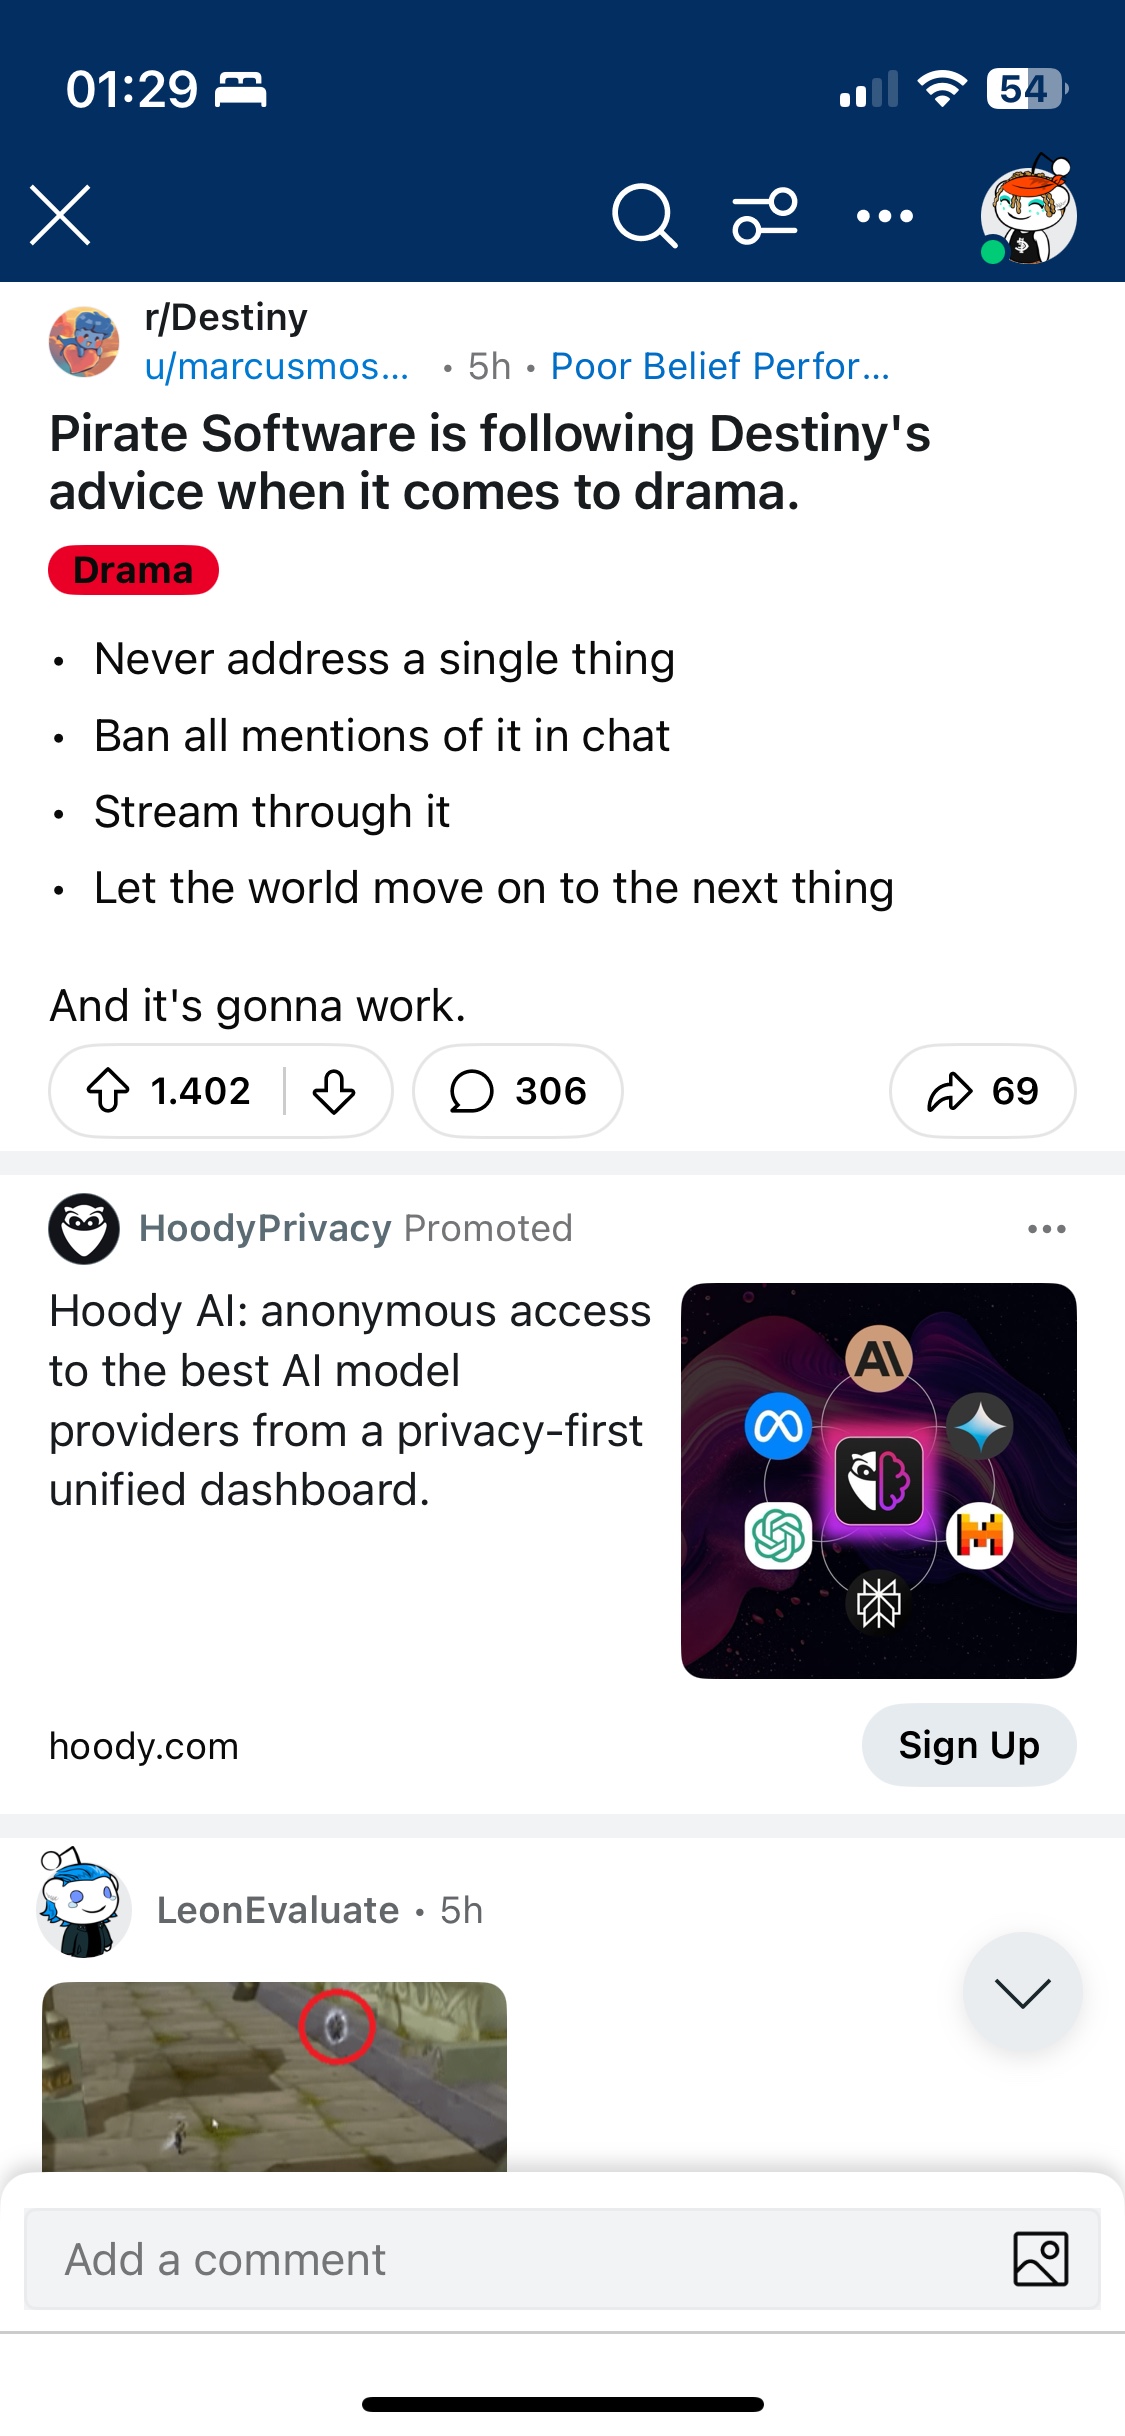 01:29
54
r/Destiny
u/marcusmos... • 5h • Poor Belief Perfor...
Pirate Software is following Destiny's
advice when it comes to drama.
Drama
• Never address a single thing
• Ban all mentions of it in chat
• Stream through it
• Let the world move on to the next thing
And it's gonna work.
1.402
306
69
HoodyPrivacy Promoted
Hoody AI: anonymous access
to the best AI model
providers from a privacy-first
unified dashboard.
hoody.com
Sign Up
LeonEvaluate • 5h
Add a comment